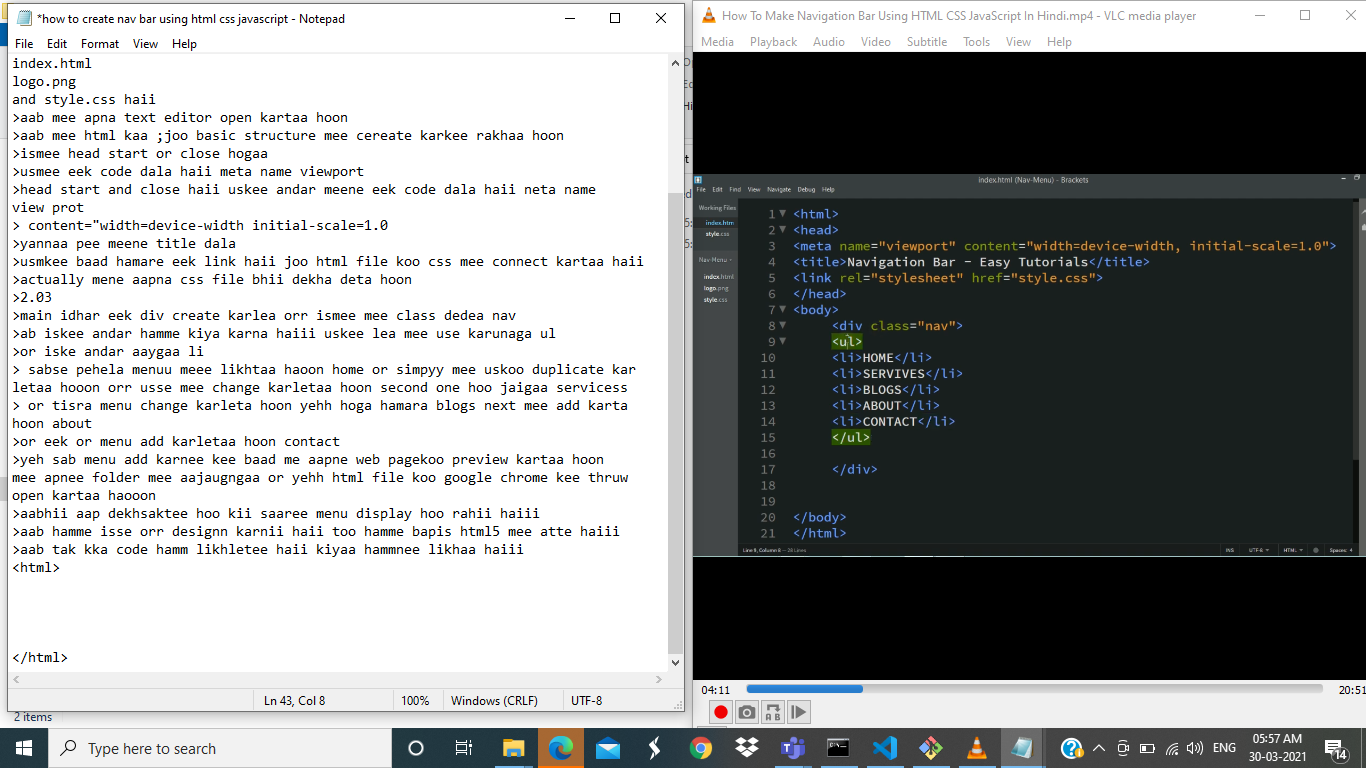 *how to create nav bar using html css javascript - Notepad
File Edit Format View Help
index.html
logo.png
and style.css haii
>aab mee apna text editor open kartaa hoon
>aab mee html kaa ;joo basic structure mee cereate karkee rakhaa hoon
>ismee head start or close hogaa
>usmee eek code dala haii meta name viewport
>head start and close haii uskee andar meene eek code dala haii neta name
view prot
> content="width=device-width initial-scale=1.0
>yannaa pee meene title dala
>usmkee baad hamare eek link haii joo html file koo css mee connect kartaa haii
>actually mene aapna css file bhii dekha deta hoon
>2.03
>main idhar eek div create karlea orr ismee mee class dedea nav
>ab iskee andar hamme kiya karna haiii uskee lea mee use karunaga ul
>or iske andar aaygaa li
> sabse pehela menuu meee likhtaa haoon home or simpyy mee uskoo duplicate kar
letaa hooon orr usse mee change karletaa hoon second one hoo jaigaa servicess
> or tisra menu change karleta hoon yehh hoga hamara blogs next mee add karta
hoon about
>or eek or menu add karletaa hoon contact
>yeh sab menu add karnee kee baad me aapne web pagekoo preview kartaa hoon
mee apnee folder mee aajaugngaa or yehh html file koo google chrome kee thruw
open kartaa haooon
>aabhii aap dekhsaktee hoo kii saaree menu display hoo rahii haiii
>aab hamme isse orr designn karnii haii too hamme bapis html5 mee atte haiii
>aab tak kka code hamm likhletee haii kiyaa hammnee likhaa haiii
<html>
</html>
Ln 43, Col 8 100% Windows (CRLF) UTF-8
2 items
How To Make Navigation Bar Using HTML CSS JavaScript In Hindi.mp4 - VLC media player
Media Playback Audio Video Subtitle Tools View Help
index.html (Nav-Menu) - Brackets
File Edit Find View Navigate Debug Help
Working Files
index.htm
style.css
Nav-Menu
index.html
logo.png
style.css
1 <html>
2 <head>
3 <meta name="viewport" content="width=device-width, initial-scale=1.0">
4 <title>Navigation Bar - Easy Tutorials</title>
5 <link rel="stylesheet" href="style.css">
6 </head>
7 <body>
8 <div class="nav">
9 <ul>
10 <li>HOME</li>
11 <li>SERVIVES</li>
12 <li>BLOGS</li>
13 <li>ABOUT</li>
14 <li>CONTACT</li>
15 </ul>
16
17 </div>
18
19
20 </body>
21 </html>
Line 9, Column 8 — 28 Lines INS UTF-8 HTML Spaces: 4
04:11 20:51
Type here to search
ENG
05:57 AM
30-03-2021
14